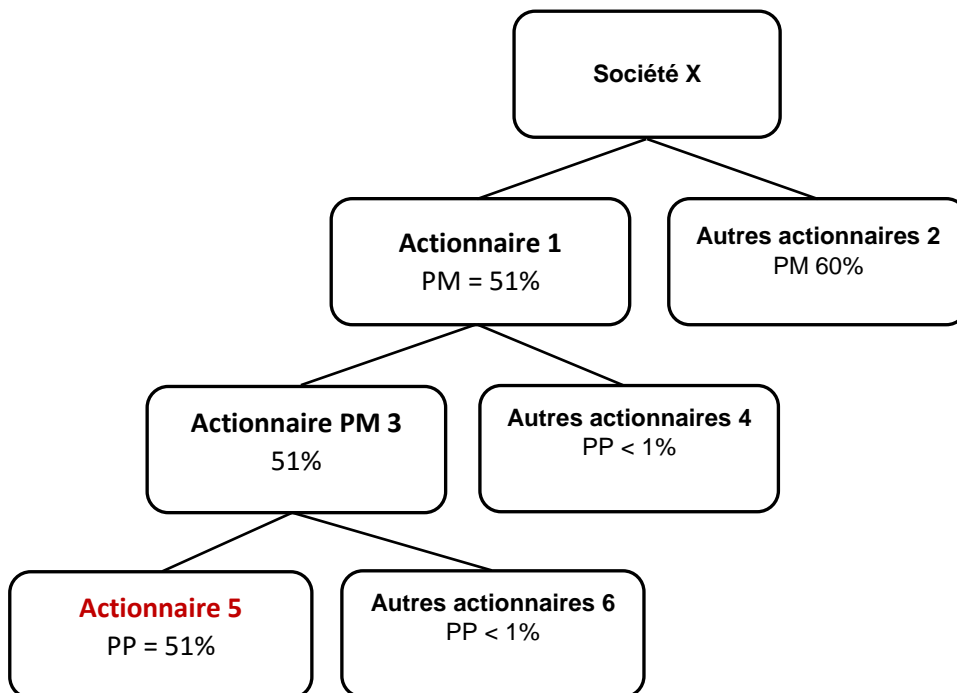 Société X
Actionnaire 1
PM = 51%
Autres actionnaires 2
PM 60%
Actionnaire PM 3
51%
Autres actionnaires 4
PP < 1%
Actionnaire 5
PP = 51%
Autres actionnaires 6
PP < 1%